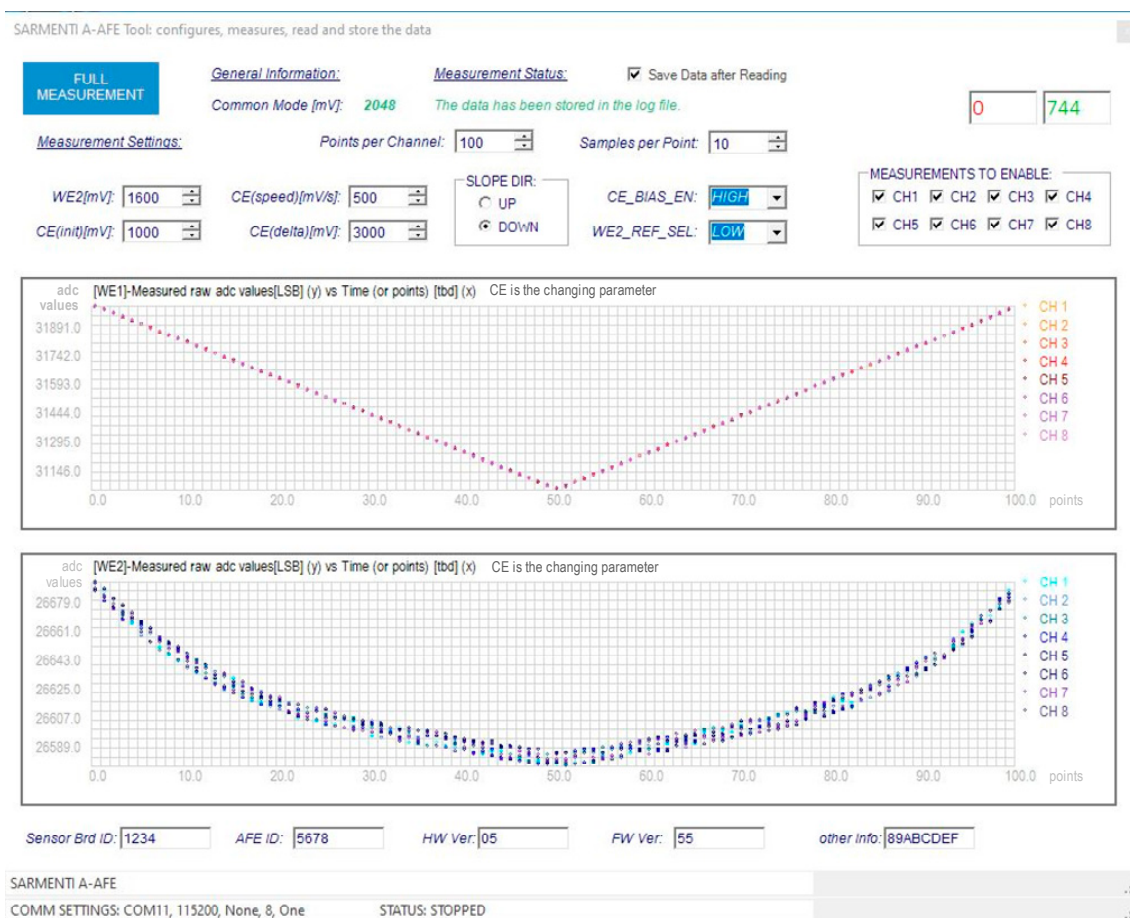 SARMENTI A-AFE Tool: configures, measures, read and store the data
FULL MEASUREMENT
General Information:
Measurement Status:
Save Data after Reading
Common Mode [mV]: 2048
The data has been stored in the log file.
0
744
Measurement Settings:
Points per Channel: 100
Samples per Point: 10
WE2[mV]: 1600
CE(speed)[mV/s]: 500
SLOPE DIR:
UP
DOWN
CE_BIAS_EN: HIGH
CE(init)[mV]: 1000
CE(delta)[mV]: 3000
WE2_REF_SEL: LOW
MEASUREMENTS TO ENABLE:
CH1 CH2 CH3 CH4
CH5 CH6 CH7 CH8
adc values
[WE1]-Measured raw adc values[LSB] (y) vs Time (or points) [tbd] (x) CE is the changing parameter
31891.0
31742.0
31593.0
31444.0
31295.0
31146.0
0.0 10.0 20.0 30.0 40.0 50.0 60.0 70.0 80.0 90.0 100.0 points
CH 1
CH 2
CH 3
CH 4
CH 5
CH 6
CH 7
CH 8
adc values
[WE2]-Measured raw adc values[LSB] (y) vs Time (or points) [tbd] (x) CE is the changing parameter
26679.0
26661.0
26643.0
26625.0
26607.0
26589.0
0.0 10.0 20.0 30.0 40.0 50.0 60.0 70.0 80.0 90.0 100.0 points
CH 1
CH 2
CH 3
CH 4
CH 5
CH 6
CH 7
CH 8
Sensor Brd ID: 1234
AFE ID: 5678
HW Ver: 05
FW Ver: 55
other Info: 89ABCDEF
SARMENTI A-AFE
COMM SETTINGS: COM11, 115200, None, 8, One
STATUS: STOPPED